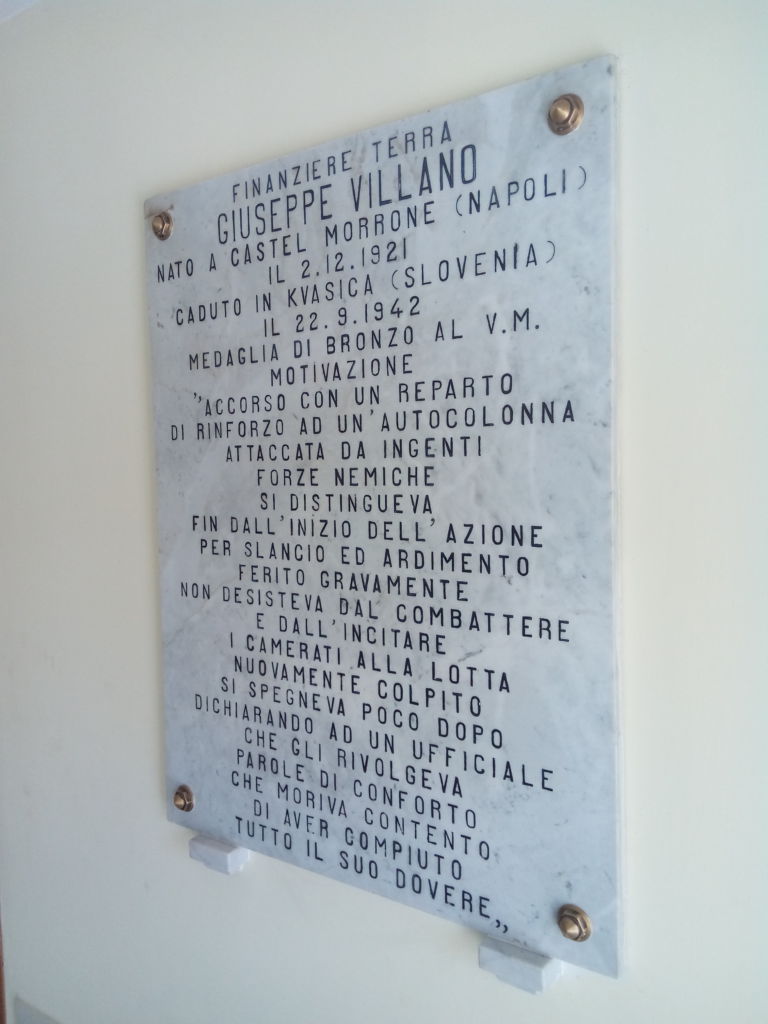 FINANZIERE TERRA
GIUSEPPE VILLANO
NATO A CASTEL MORRONE (NAPOLI)
IL 2.12.1921
CADUTO IN KVASICA (SLOVENIA)
IL 22.9.1942
MEDAGLIA DI BRONZO AL V.M.
MOTIVAZIONE
"ACCORSO CON UN REPARTO
DI RINFORZO AD UN'AUTOCOLONNA
ATTACCATA DA INGENTI
FORZE NEMICHE
SI DISTINGUEVA
FIN DALL'INIZIO DELL'AZIONE
PER SLANCIO ED ARDIMENTO
FERITO GRAVAMENTE
NON DESISTEVA DAL COMBATTERE
E DALL'INCITARE
I CAMERATI ALLA LOTTA
NUOVAMENTE COLPITO
SI SPEGNEVA POCO DOPO
DICHIARANDO AD UN UFFICIALE
CHE GLI RIVOLGEVA
PAROLE DI CONFORTO
CHE MORIVA CONTENTO
DI AVER COMPIUTO
TUTTO IL SUO DOVERE,,